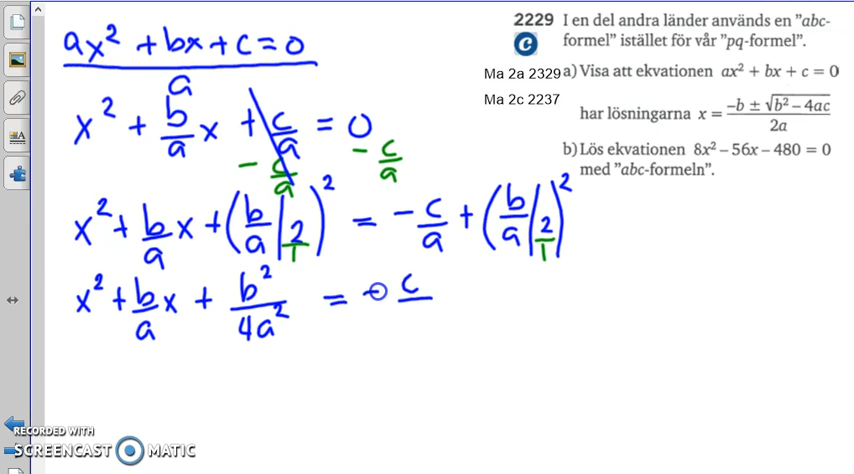 ax² + bx + c = 0
a
x² + b/a x + c/a = 0
- c/a - c/a
x² + b/a x + (b/a / 2/1)² = - c/a + (b/a / 2/1)²
x² + b/a x + b²/4a² = - c
2229 I en del andra länder används en ”abc-
formel” istället för vår ”pq-formel”.
C
Ma 2a 2329 a) Visa att ekvationen ax² + bx + c = 0
Ma 2c 2237
har lösningarna x = −b ± √b² − 4ac / 2a
b) Lös ekvationen 8x² − 56x − 480 = 0
med ”abc-formeln”.
RECORDED WITH
SCREENCAST MATIC